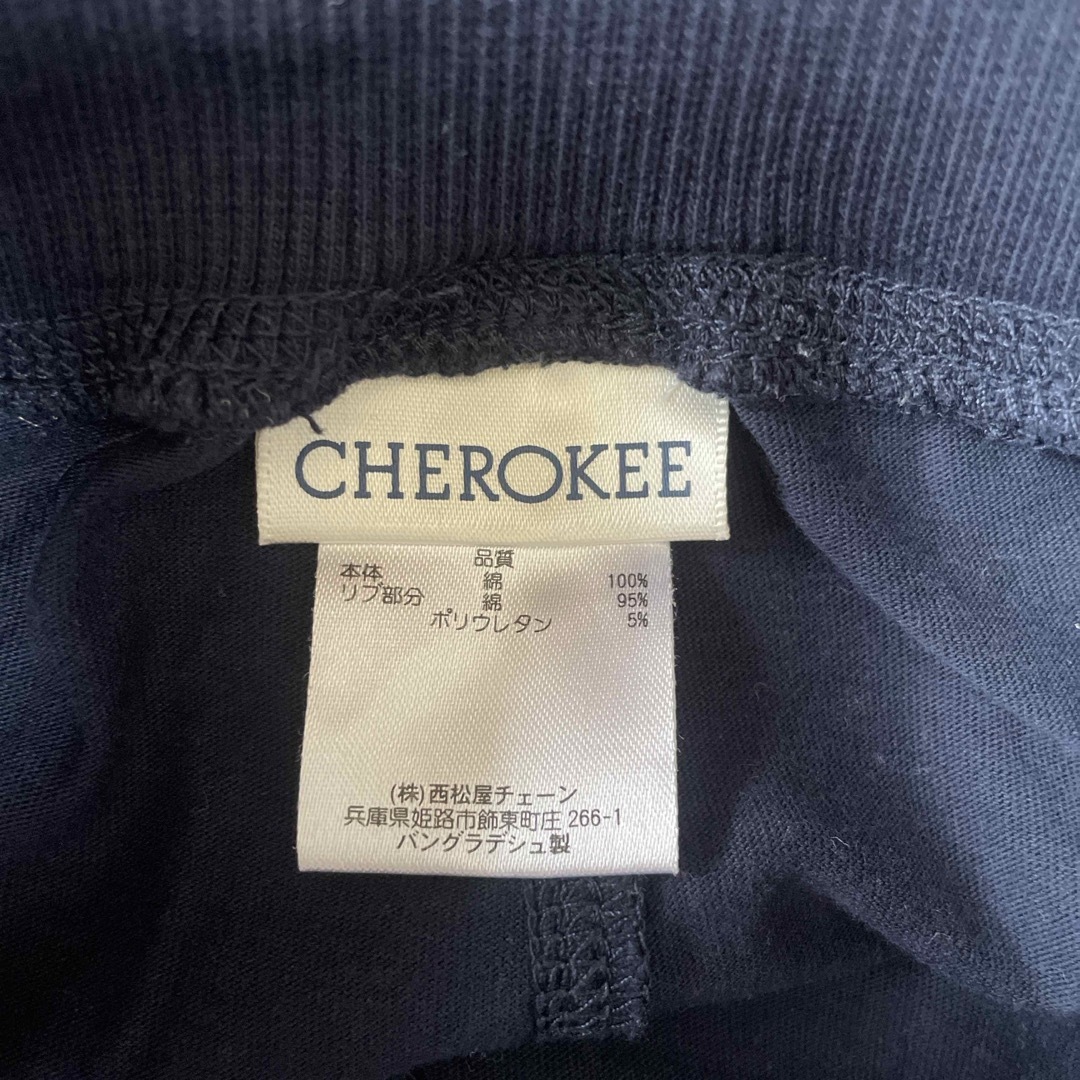 CHEROKEE
品質
本体 綿 100%
リブ部分 綿 95%
ポリウレタン 5%
(株)西松屋チェーン
兵庫県姫路市飾東町庄 266-1
バングラデシュ製